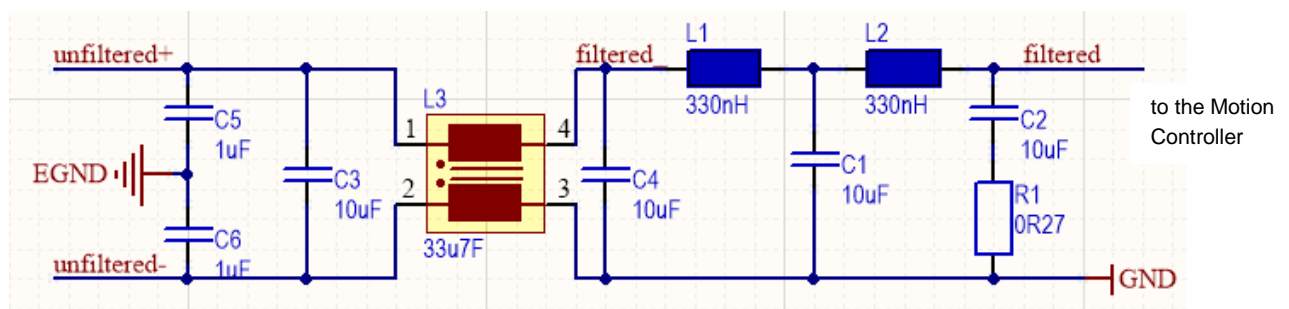 unfiltered+
filtered_
L1
330nH
L2
330nH
filtered
to the Motion
Controller
C5
1uF
EGND
C6
1uF
unfiltered-
C3
10uF
L3
1
4
2
3
33u7F
C4
10uF
C1
10uF
C2
10uF
R1
0R27
GND